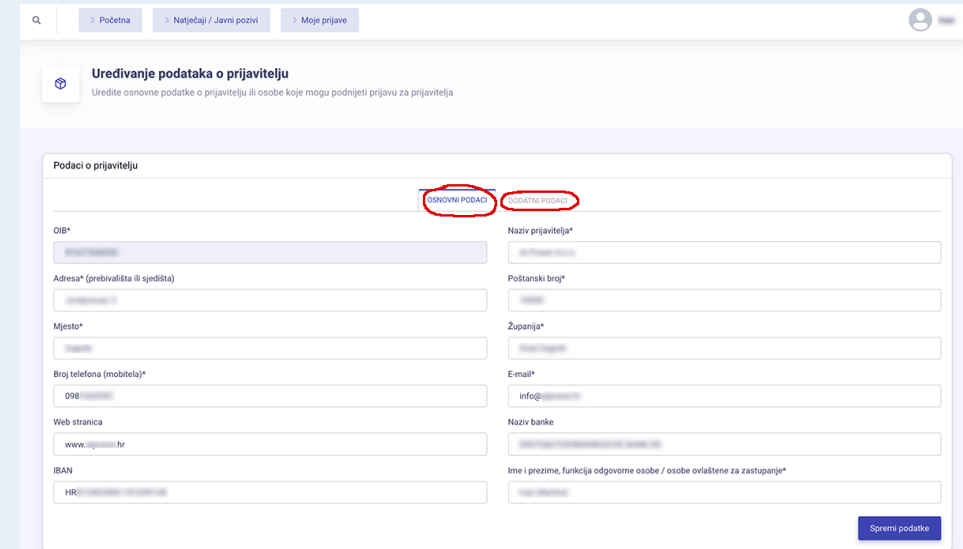 Početna
Natječaji / Javni pozivi
Moje prijave
Uređivanje podataka o prijavitelju
Uredite osnovne podatke o prijavitelju ili osobe koje mogu podnijeti prijavu za prijavitelja
Podaci o prijavitelju
OSNOVNI PODACI
DODATNI PODACI
OIB*
Naziv prijavitelja*
Adresa* (prebivališta ili sjedišta)
Poštanski broj*
Mjesto*
Županija*
Broj telefona (mobitela)*
E-mail*
098
info@
Web stranica
Naziv banke
www. .hr
IBAN
Ime i prezime, funkcija odgovorne osobe / osobe ovlaštene za zastupanje*
HR
Spremi podatke